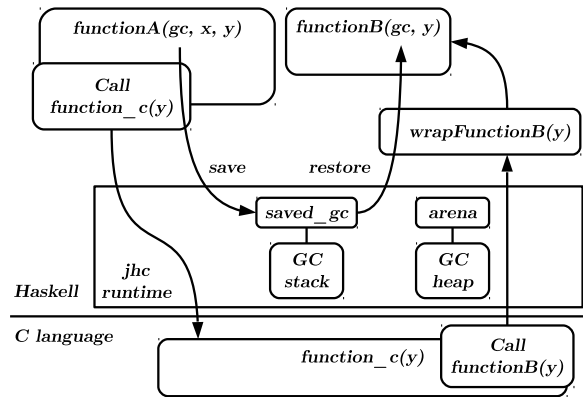 functionA(gc, x, y)
functionB(gc, y)
Call
function_c(y)
wrapFunctionB(y)
save
restore
saved_gc
arena
GC
stack
GC
heap
jhc
runtime
Haskell
C language
function_c(y)
Call
functionB(y)